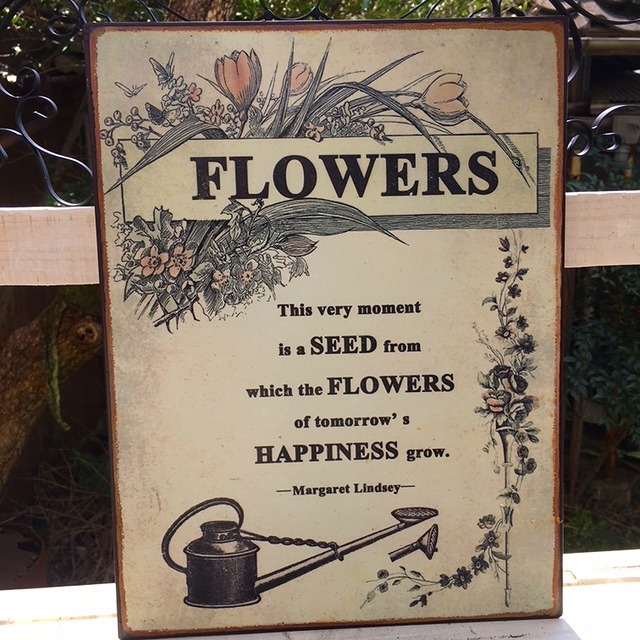 FLOWERS
This very moment
is a SEED from
which the FLOWERS
of tomorrow' s
HAPPINESS grow.
—Margaret Lindsey—